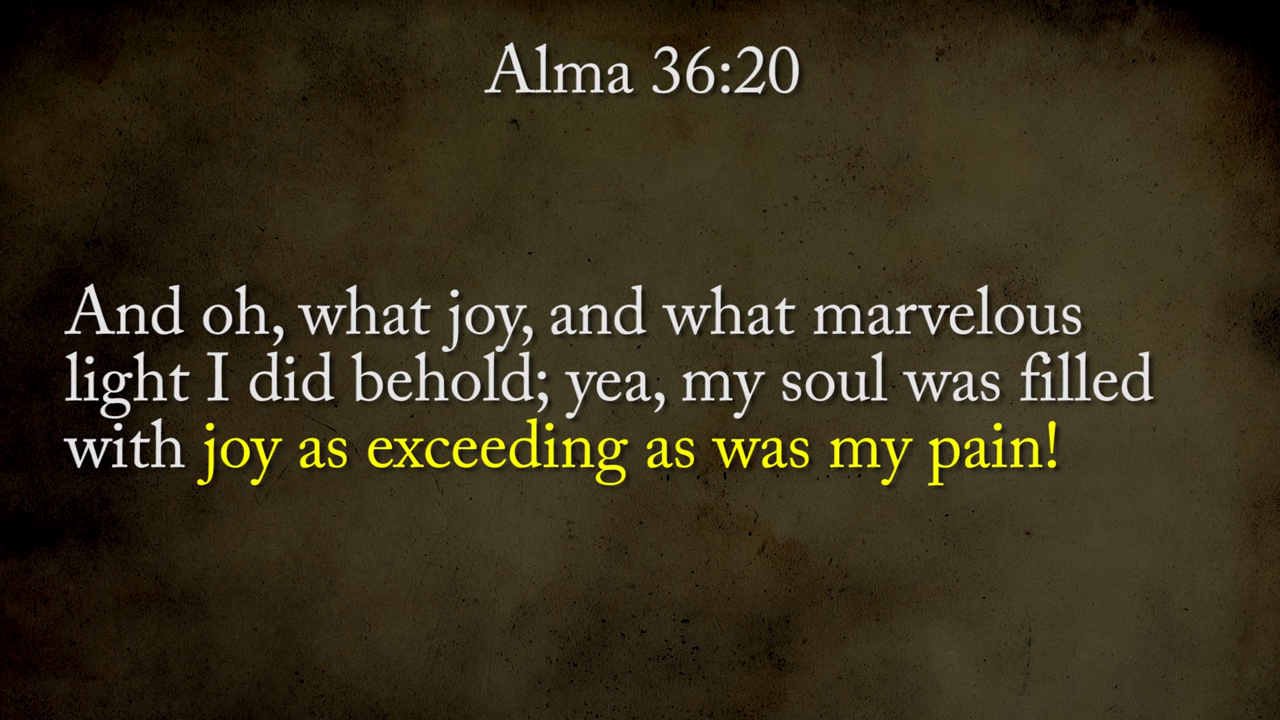 Alma 36:20
And oh, what joy, and what marvelous
light I did behold; yea, my soul was filled
with joy as exceeding as was my pain!